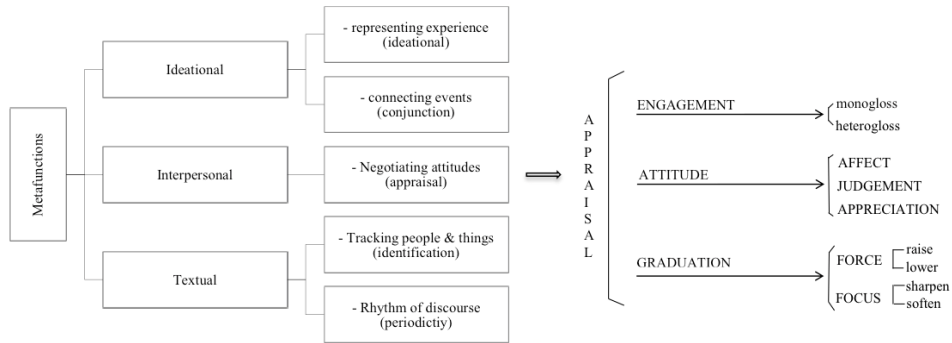 Metafunctions
Ideational
- representing experience
(ideational)
- connecting events
(conjunction)
Interpersonal
- Negotiating attitudes
(appraisal)
Textual
- Tracking people & things
(identification)
- Rhythm of discourse
(periodictiy)
APPRAISAL
ENGAGEMENT
monogloss
heterogloss
ATTITUDE
AFFECT
JUDGEMENT
APPRECIATION
GRADUATION
FORCE
raise
lower
FOCUS
sharpen
soften